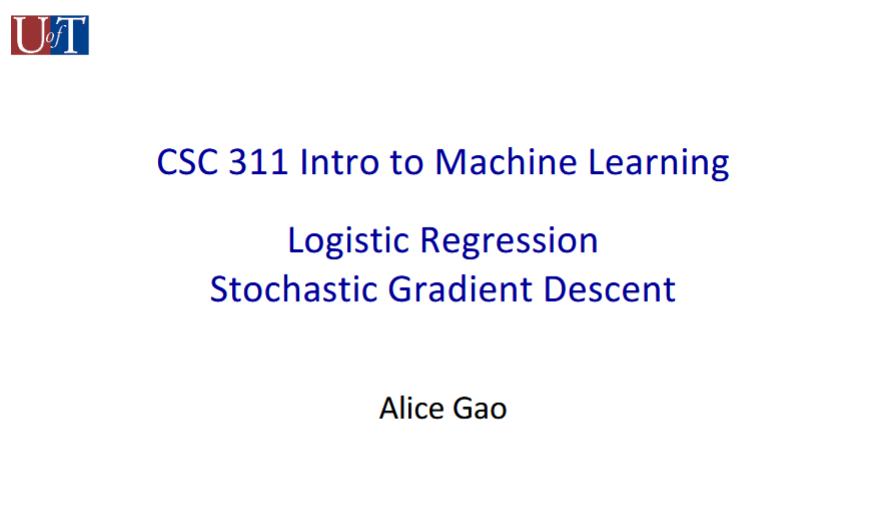 UofT
CSC 311 Intro to Machine Learning
Logistic Regression
Stochastic Gradient Descent
Alice Gao